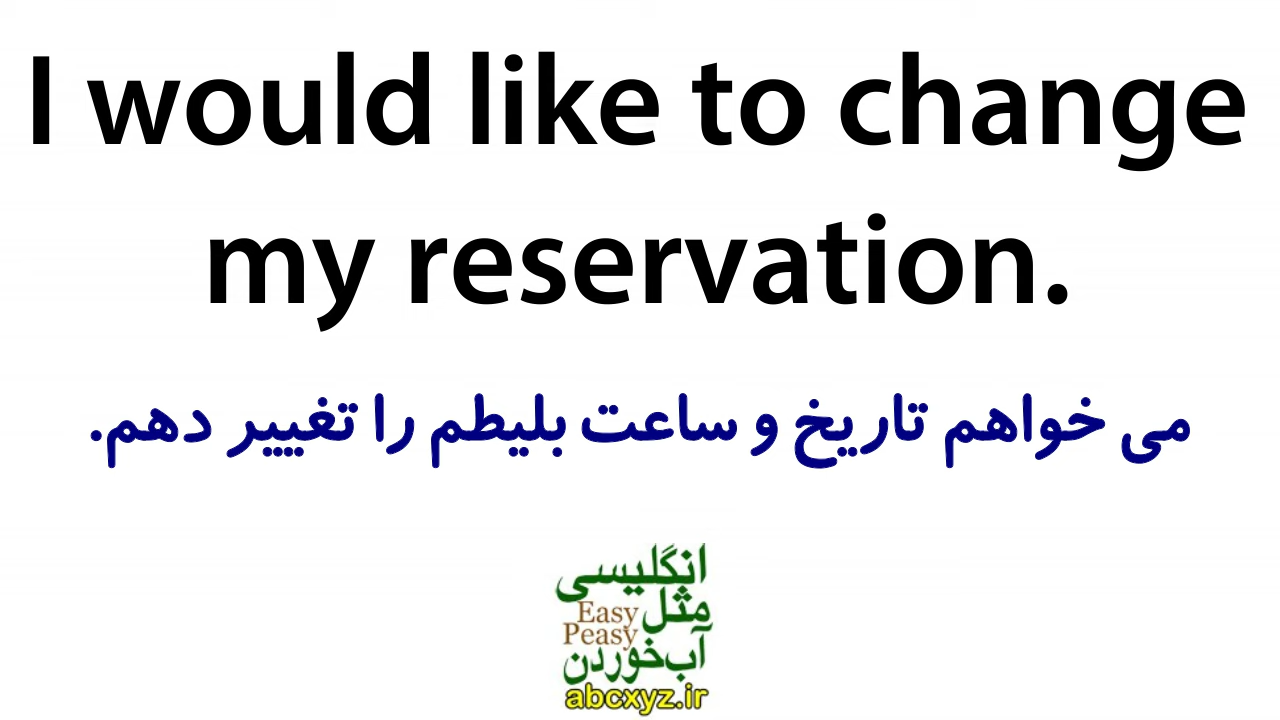 I would like to change
my reservation.
می خواهم تاریخ و ساعت بلیطم را تغییر دهم.
انگلیسی
مثل Easy
Peasy
آب خوردن
abcxyz.ir